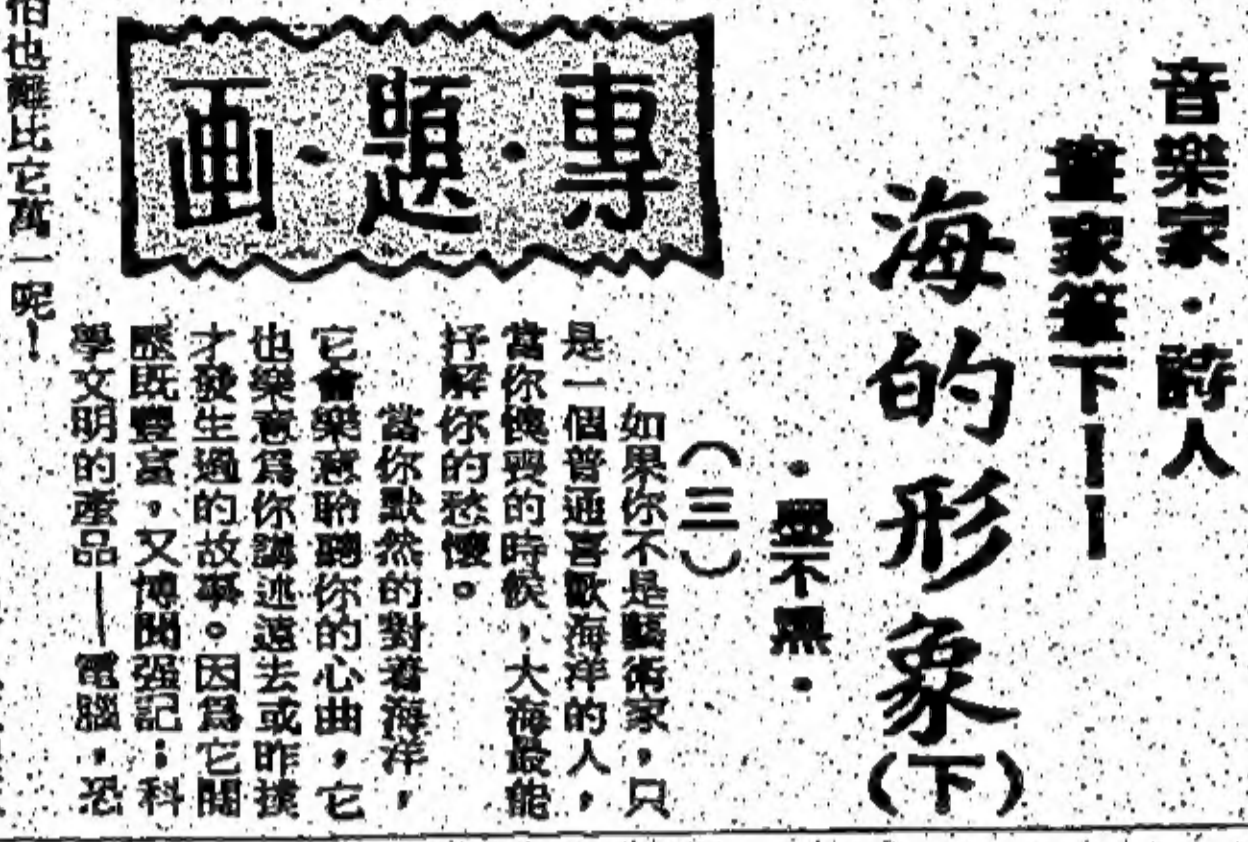 音樂家·詩人
畫家筆下——
海的形象(下)
·墨不黑·
專·題·画
(三)
如果你不是藝術家,只
是一個普通喜歡海洋的人,
當你懊喪的時候,大海最能
抒解你的愁懷。
當你默然的對着海洋,
它會樂意聆聽你的心曲,它
也樂意爲你講述遠去或昨
才發生過的故事。因爲它閱
歷既豐富,又博聞强記;科
學文明的產品——電腦,恐
怕也難比它萬一呢!